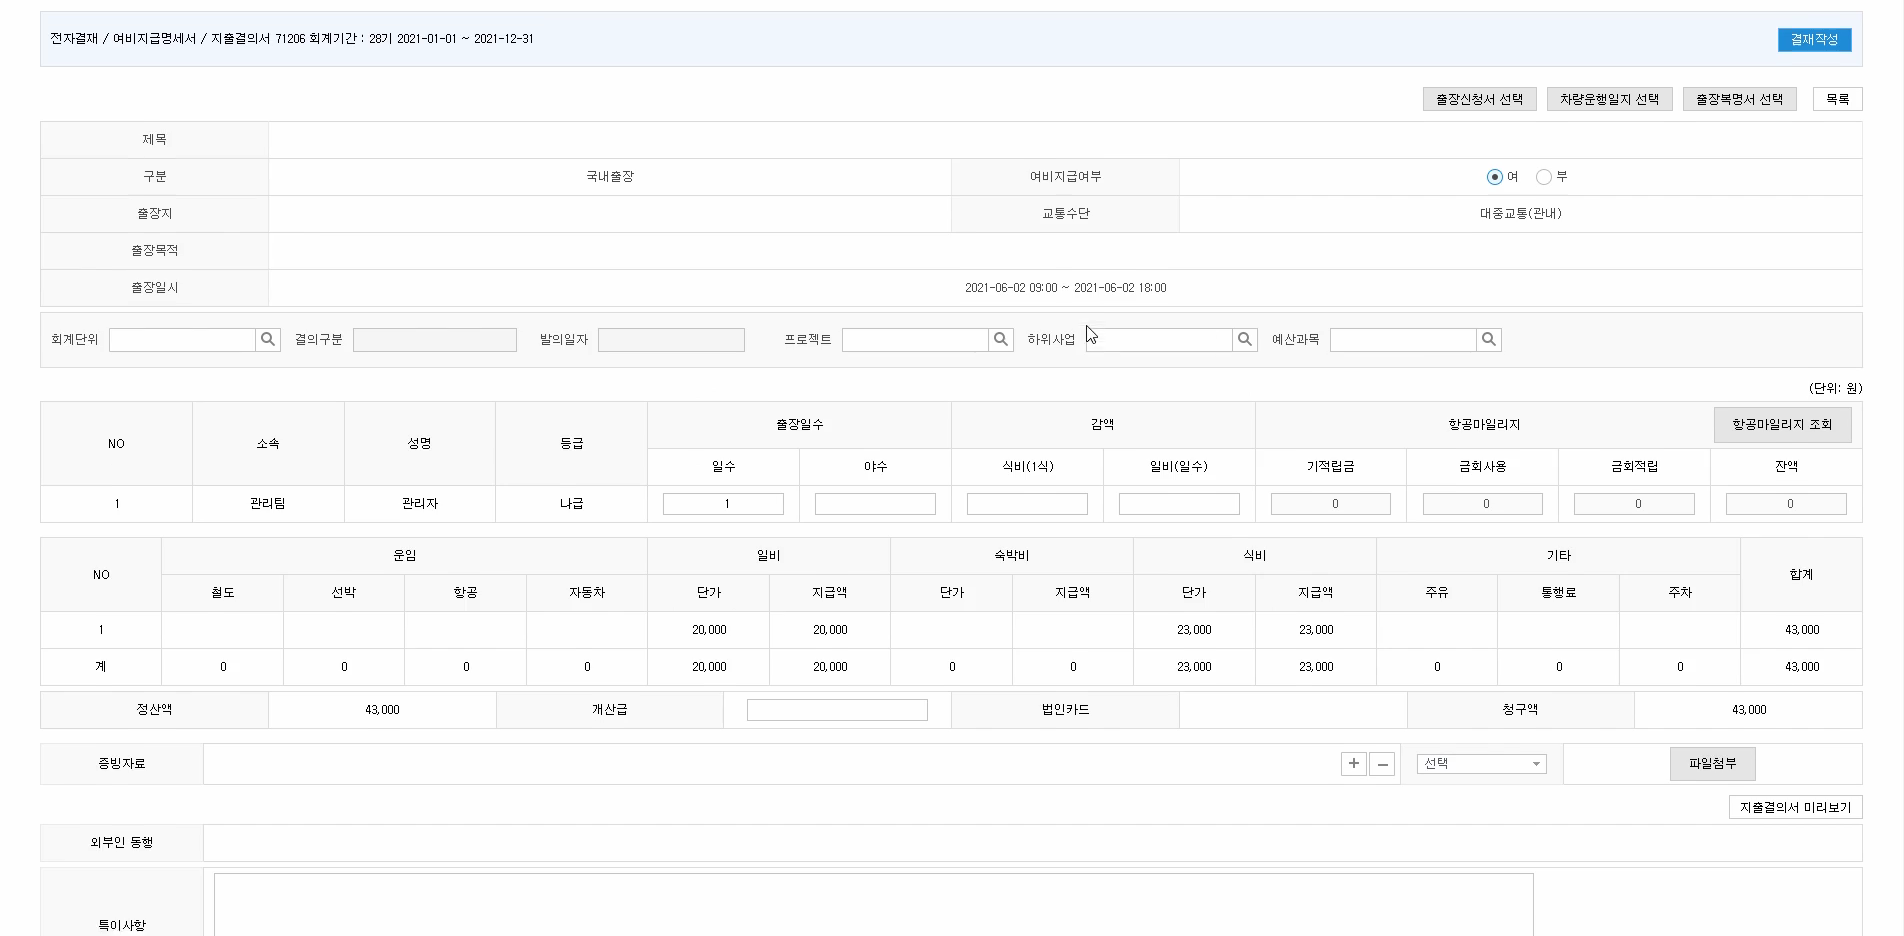 전자결재 / 여비지급명세서 / 지출결의서 71206 회계기간 : 28기 2021-01-01 ~ 2021-12-31
결재작성
출장신청서 선택 차량운행일지 선택 출장복명서 선택 목록
제목
구분 국내출장 여비지급여부 여 부
출장지 교통수단 대중교통(관내)
출장목적
출장일시 2021-06-02 09:00 ~ 2021-06-02 18:00
회계단위 결의구분 발의일자 프로젝트 하위사업 예산과목
(단위: 원)
NO 소속 성명 등급 출장일수 감액 항공마일리지 항공마일리지 조회
일수 야수 식비(1식) 일비(일수) 기적립금 금회사용 금회적립 잔액
1 관리팀 관리자 나급 1 0 0 0 0
NO 운임 일비 숙박비 식비 기타 합계
철도 선박 항공 자동차 단가 지급액 단가 지급액 단가 지급액 주유 통행료 주차
1 20,000 20,000 23,000 23,000 43,000
계 0 0 0 0 20,000 20,000 0 0 23,000 23,000 0 0 0 43,000
정산액 43,000 개산급 법인카드 청구액 43,000
증빙자료 + - 선택 파일첨부
지출결의서 미리보기
외부인 동행
특이사항